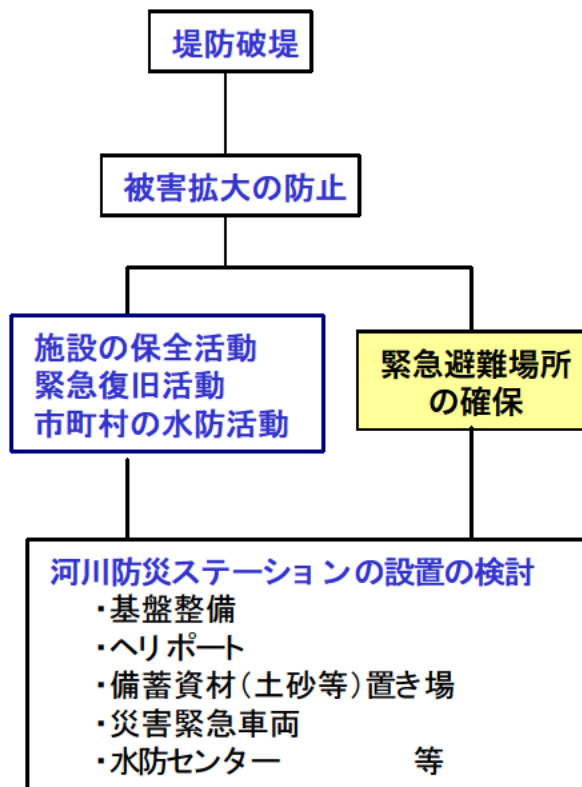 堤防破堤
被害拡大の防止
施設の保全活動
緊急復旧活動
市町村の水防活動
緊急避難場所
の確保
河川防災ステーションの設置の検討
・基盤整備
・ヘリポート
・備蓄資材(土砂等)置き場
・災害緊急車両
・水防センター　　　　等